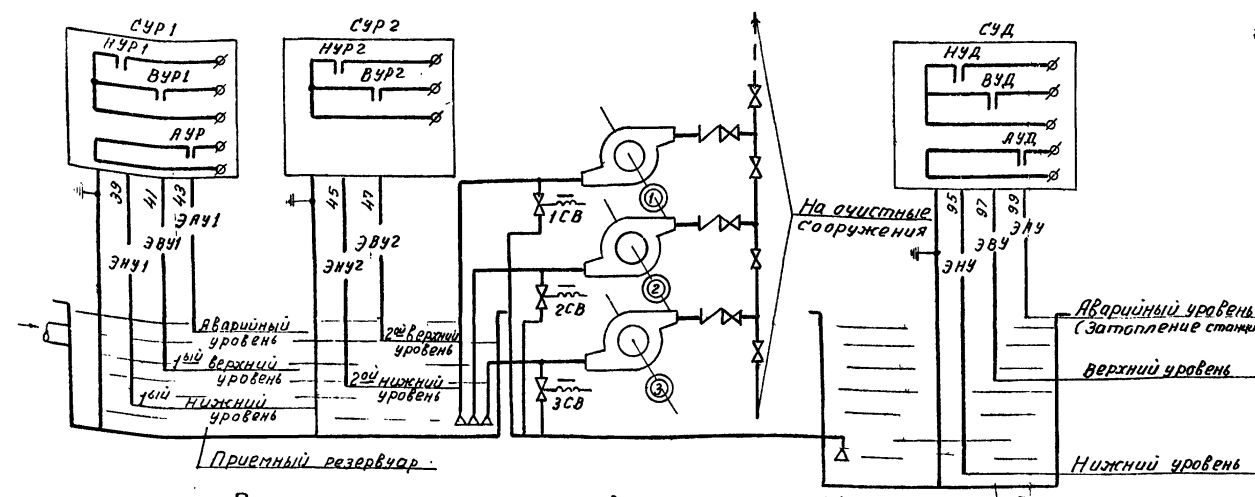 СУР1
НУР1
ВУР1
АУР
39
41
43
ЭАУ1
ЭВУ1
ЭНУ1
Аварийный
уровень
1ый верхний
уровень
1ый нижний
уровень
Приемный резервуар
СУР2
НУР2
ВУР2
45
47
ЭВУ2
ЭНУ2
2ой верхний
уровень
2ой нижний
уровень
1СВ
2СВ
3СВ
1
2
3
На очистные
сооружения
СУД
НУД
ВУД
АУД
95
97
99
ЭАУ
ЭВУ
ЭНУ
Аварийный уровень
(Затопление станци
Верхний уровень
Нижний уровень